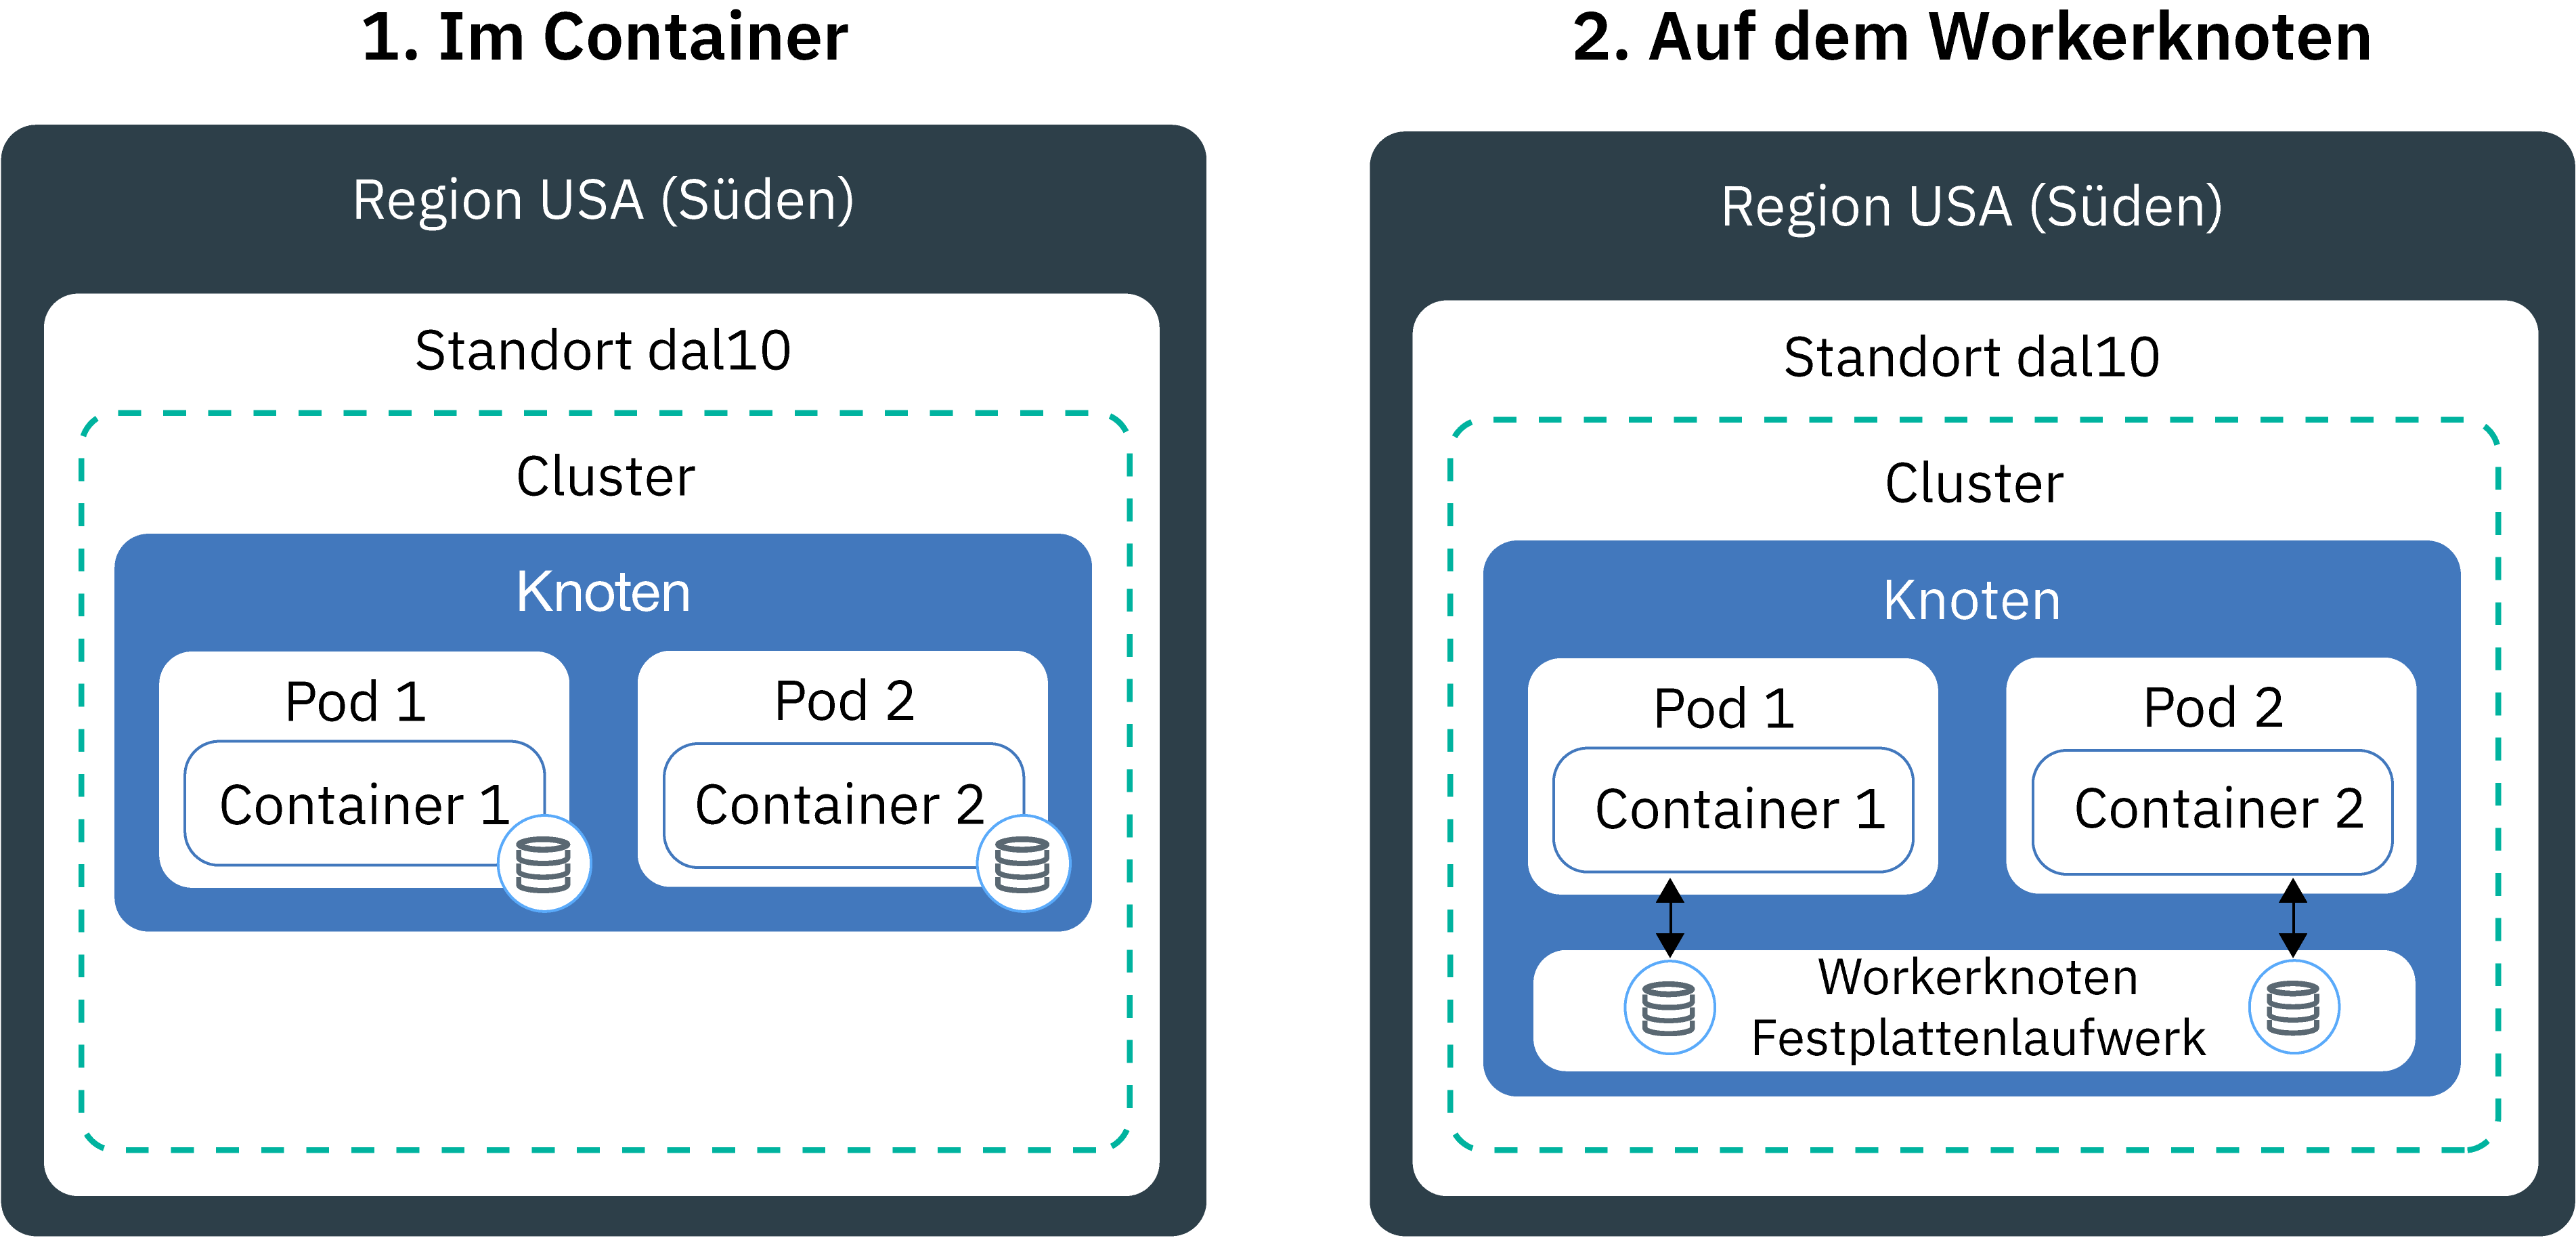 1. Im Container
Region USA (Süden)
Standort dal10
Cluster
Knoten
Pod 1
Container 1
Pod 2
Container 2
2. Auf dem Workerknoten
Region USA (Süden)
Standort dal10
Cluster
Knoten
Pod 1
Container 1
Pod 2
Container 2
Workerknoten
Festplattenlaufwerk